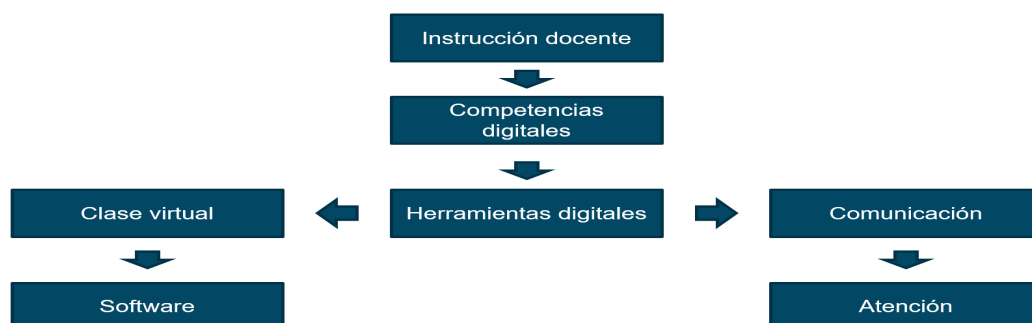 Instrucción docente
Competencias
digitales
Clase virtual
Herramientas digitales
Comunicación
Software
Atención